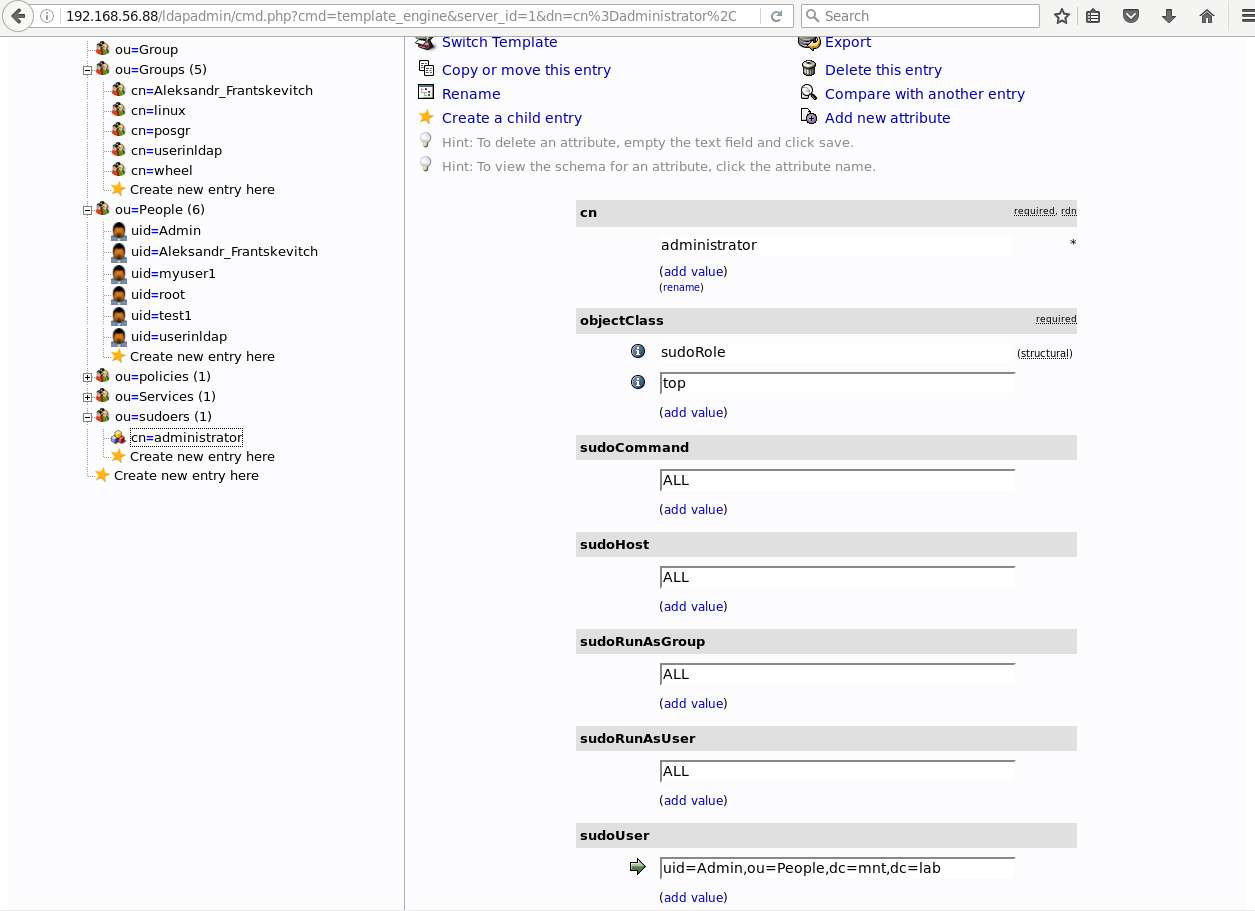 192.168.56.88/ldapadmin/cmd.php?cmd=template_engine&server_id=1&dn=cn%3Dadministrator%2C
Search
ou=Group
ou=Groups (5)
cn=Aleksandr_Frantskevitch
cn=linux
cn=posgr
cn=userinldap
cn=wheel
Create new entry here
ou=People (6)
uid=Admin
uid=Aleksandr_Frantskevitch
uid=myuser1
uid=root
uid=test1
uid=userinldap
Create new entry here
ou=policies (1)
ou=Services (1)
ou=sudoers (1)
cn=administrator
Create new entry here
Create new entry here
Switch Template
Export
Copy or move this entry
Delete this entry
Rename
Compare with another entry
Create a child entry
Add new attribute
Hint: To delete an attribute, empty the text field and click save.
Hint: To view the schema for an attribute, click the attribute name.
cn
required, rdn
administrator
*
(add value)
(rename)
objectClass
required
sudoRole
(structural)
top
(add value)
sudoCommand
ALL
(add value)
sudoHost
ALL
(add value)
sudoRunAsGroup
ALL
(add value)
sudoRunAsUser
ALL
(add value)
sudoUser
uid=Admin,ou=People,dc=mnt,dc=lab
(add value)